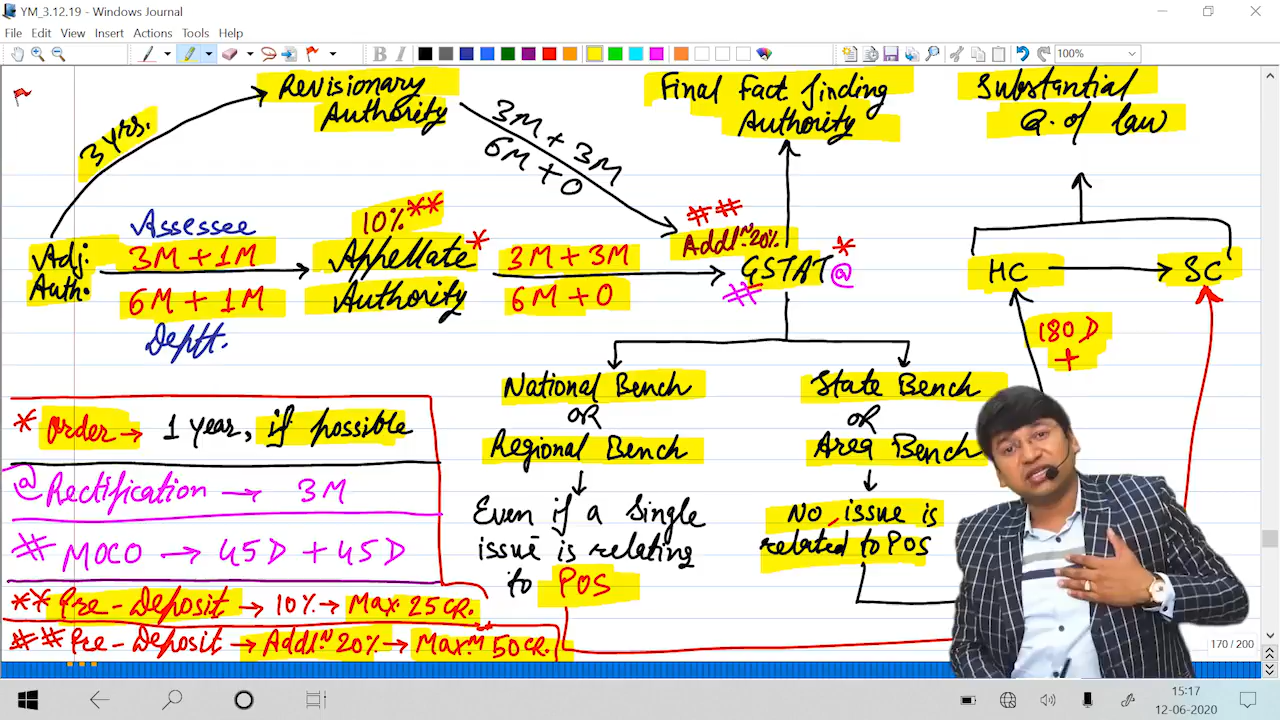 YM_3.12.19 - Windows Journal
File Edit View Insert Actions Tools Help
B I
100%
Revisionary
Authority
Final Fact finding
Authority
Substantial
Q. of law
3 yrs.
3M + 3M
6M + 0
Assessee
10%**
##
Addl.ⁿ 20%
Adj.
Auth.
3M + 1M
6M + 1M
Deptt.
Appellate*
Authority
3M + 3M
6M + 0
GSTAT*
@
#
HC
SC
180 D
+
National Bench
OR
Regional Bench
Even if a single
issue is relating
to POS
State Bench
OR
Area Bench
No, issue is
related to POS
* Order → 1 year, if possible
@ Rectification → 3M
# MOCO → 45D + 45D
** Pre-Deposit → 10% → Max 25 CR.
## Pre-Deposit → Addl.ⁿ 20% → Max.ᵐ 50 CR.
170 / 200
15:17
12-06-2020